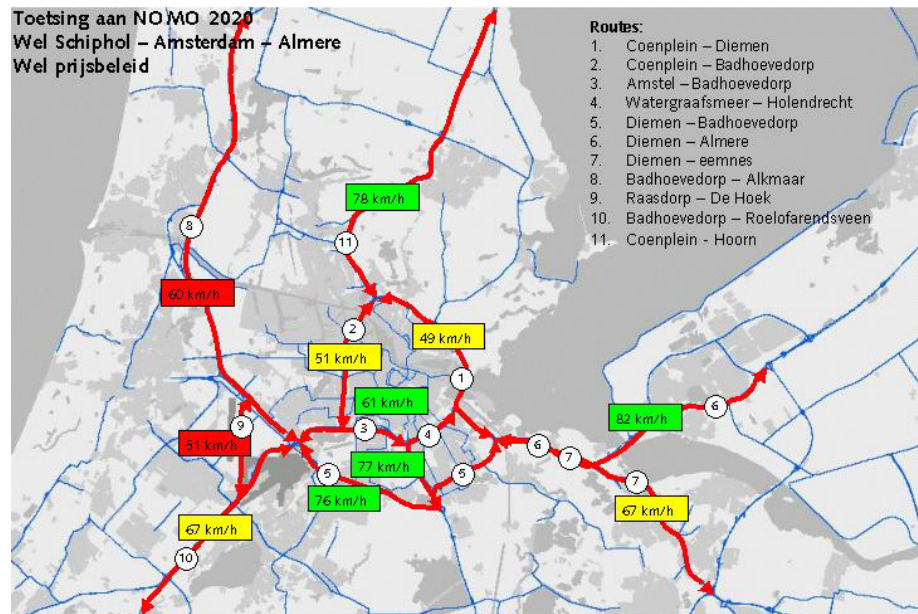 Toetsing aan NOMO 2020
Wel Schiphol – Amsterdam – Almere
Wel prijsbeleid
Routes:
1. Coenplein – Diemen
2. Coenplein – Badhoevedorp
3. Amstel – Badhoevedorp
4. Watergraafsmeer – Holendrecht
5. Diemen – Badhoevedorp
6. Diemen – Almere
7. Diemen – eemnes
8. Badhoevedorp – Alkmaar
9. Raasdorp – De Hoek
10. Badhoevedorp – Roelofarendsveen
11. Coenplein - Hoorn
78 km/h
8
11
60 km/h
2
49 km/h
51 km/h
1
61 km/h
6
82 km/h
9
3
4
51 km/h
6
7
77 km/h
5
5
76 km/h
7
67 km/h
67 km/h
10